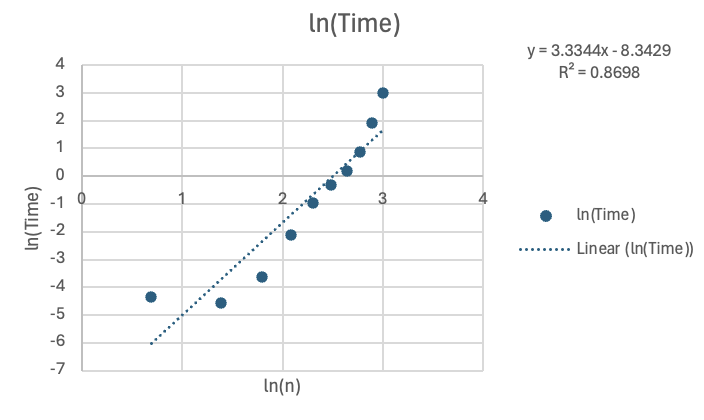 ln(Time)
y = 3.3344x - 8.3429
R² = 0.8698
4
3
2
1
0
-1
-2
-3
-4
-5
-6
-7
0 1 2 3 4
ln(Time)
ln(n)
ln(Time)
Linear (ln(Time))